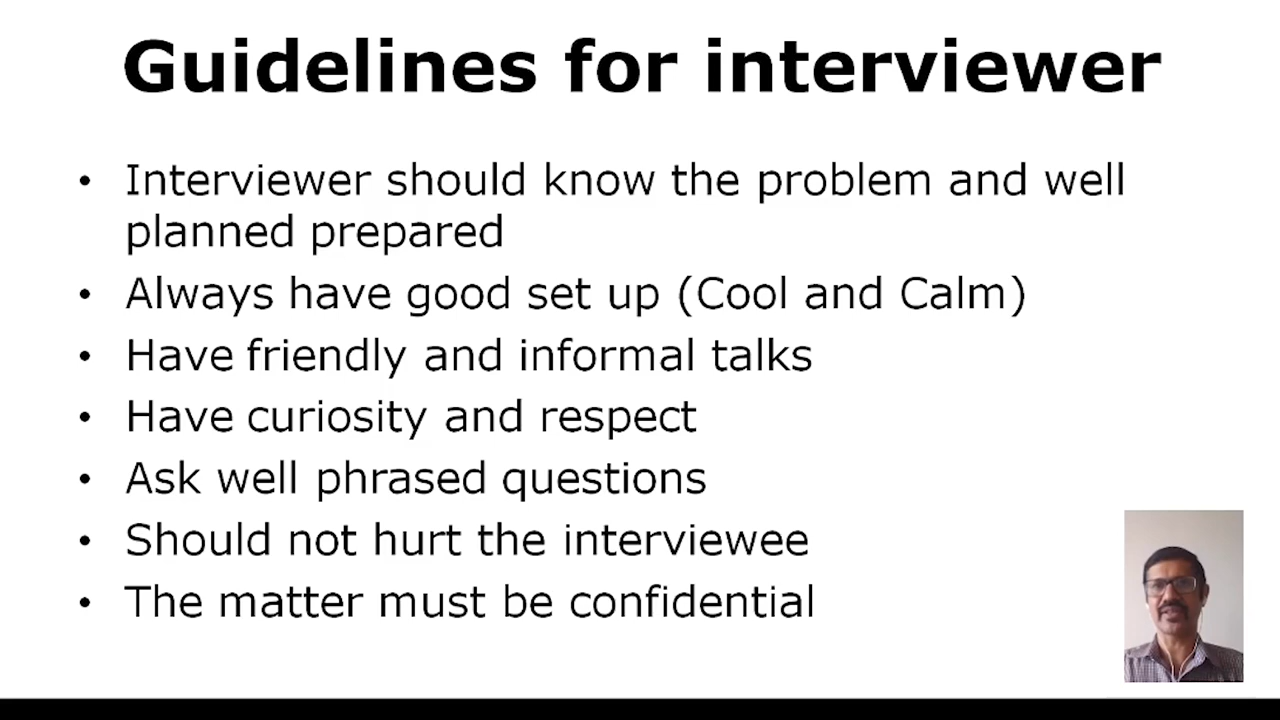 Guidelines for interviewer
• Interviewer should know the problem and well
planned prepared
• Always have good set up (Cool and Calm)
• Have friendly and informal talks
• Have curiosity and respect
• Ask well phrased questions
• Should not hurt the interviewee
• The matter must be confidential